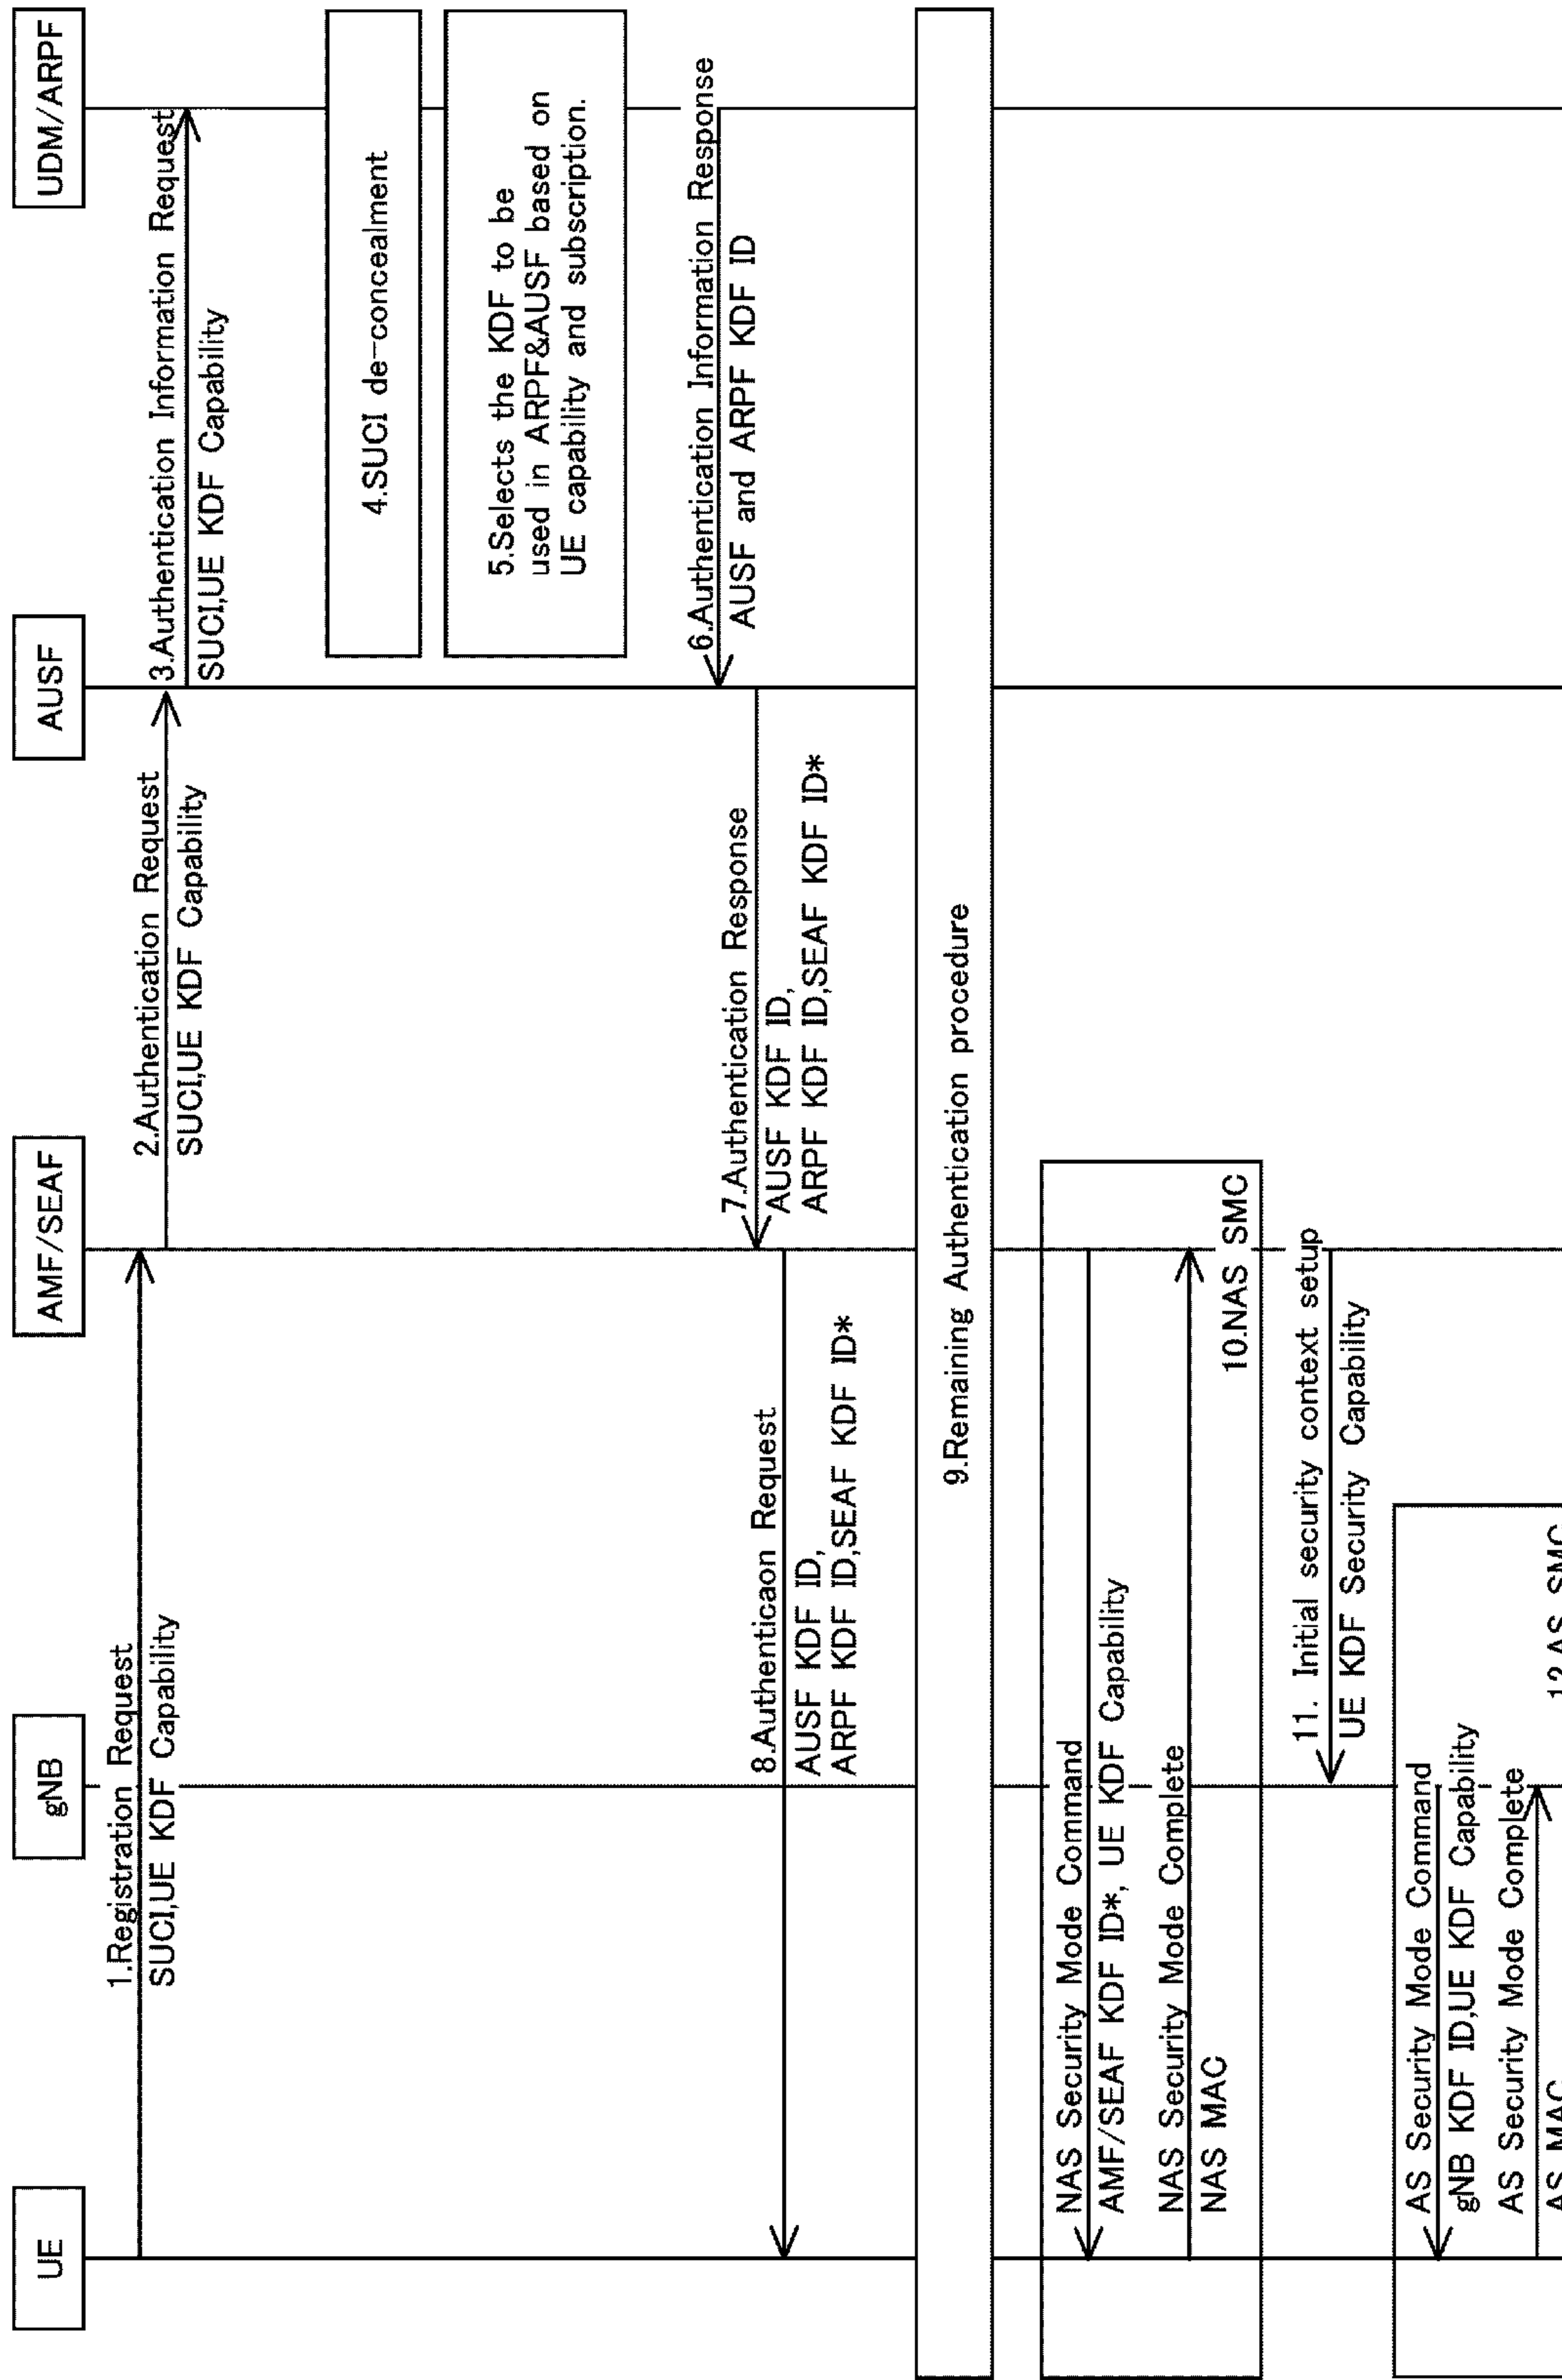 UE
gNB
AMF/SEAF
AUSF
UDM/ARPF
1.Registration Request
SUCI,UE KDF Capability
2.Authentication Request
SUCI,UE KDF Capability
3.Authentication Information Request
SUCI,UE KDF Capability
4.SUCI de-concealment
5.Selects the KDF to be
used in ARPF&AUSF based on
UE capability and subscription.
6.Authentication Information Response
AUSF and ARPF KDF ID
7.Authentication Response
AUSF KDF ID,
ARPF KDF ID,SEAF KDF ID*
8.Authenticaon Request
AUSF KDF ID,
ARPF KDF ID,SEAF KDF ID*
9.Remaining Authentication procedure
NAS Security Mode Command
AMF/SEAF KDF ID*, UE KDF Capability
NAS Security Mode Complete
NAS MAC
10.NAS SMC
11. Initial security context setup
UE KDF Security Capability
AS Security Mode Command
gNB KDF ID,UE KDF Capability
AS Security Mode Complete
AS MAC
12.AS SMC